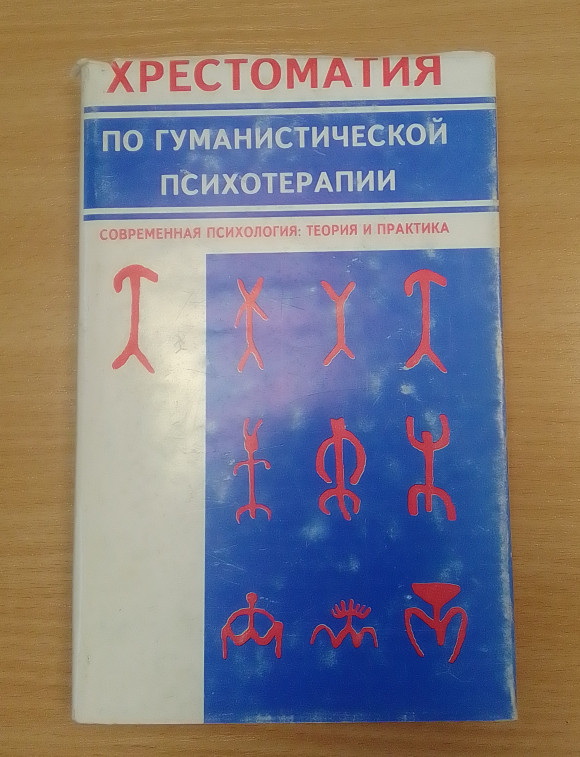 ХРЕСТОМАТИЯ
ПО ГУМАНИСТИЧЕСКОЙ
ПСИХОТЕРАПИИ
СОВРЕМЕННАЯ ПСИХОЛОГИЯ: ТЕОРИЯ И ПРАКТИКА